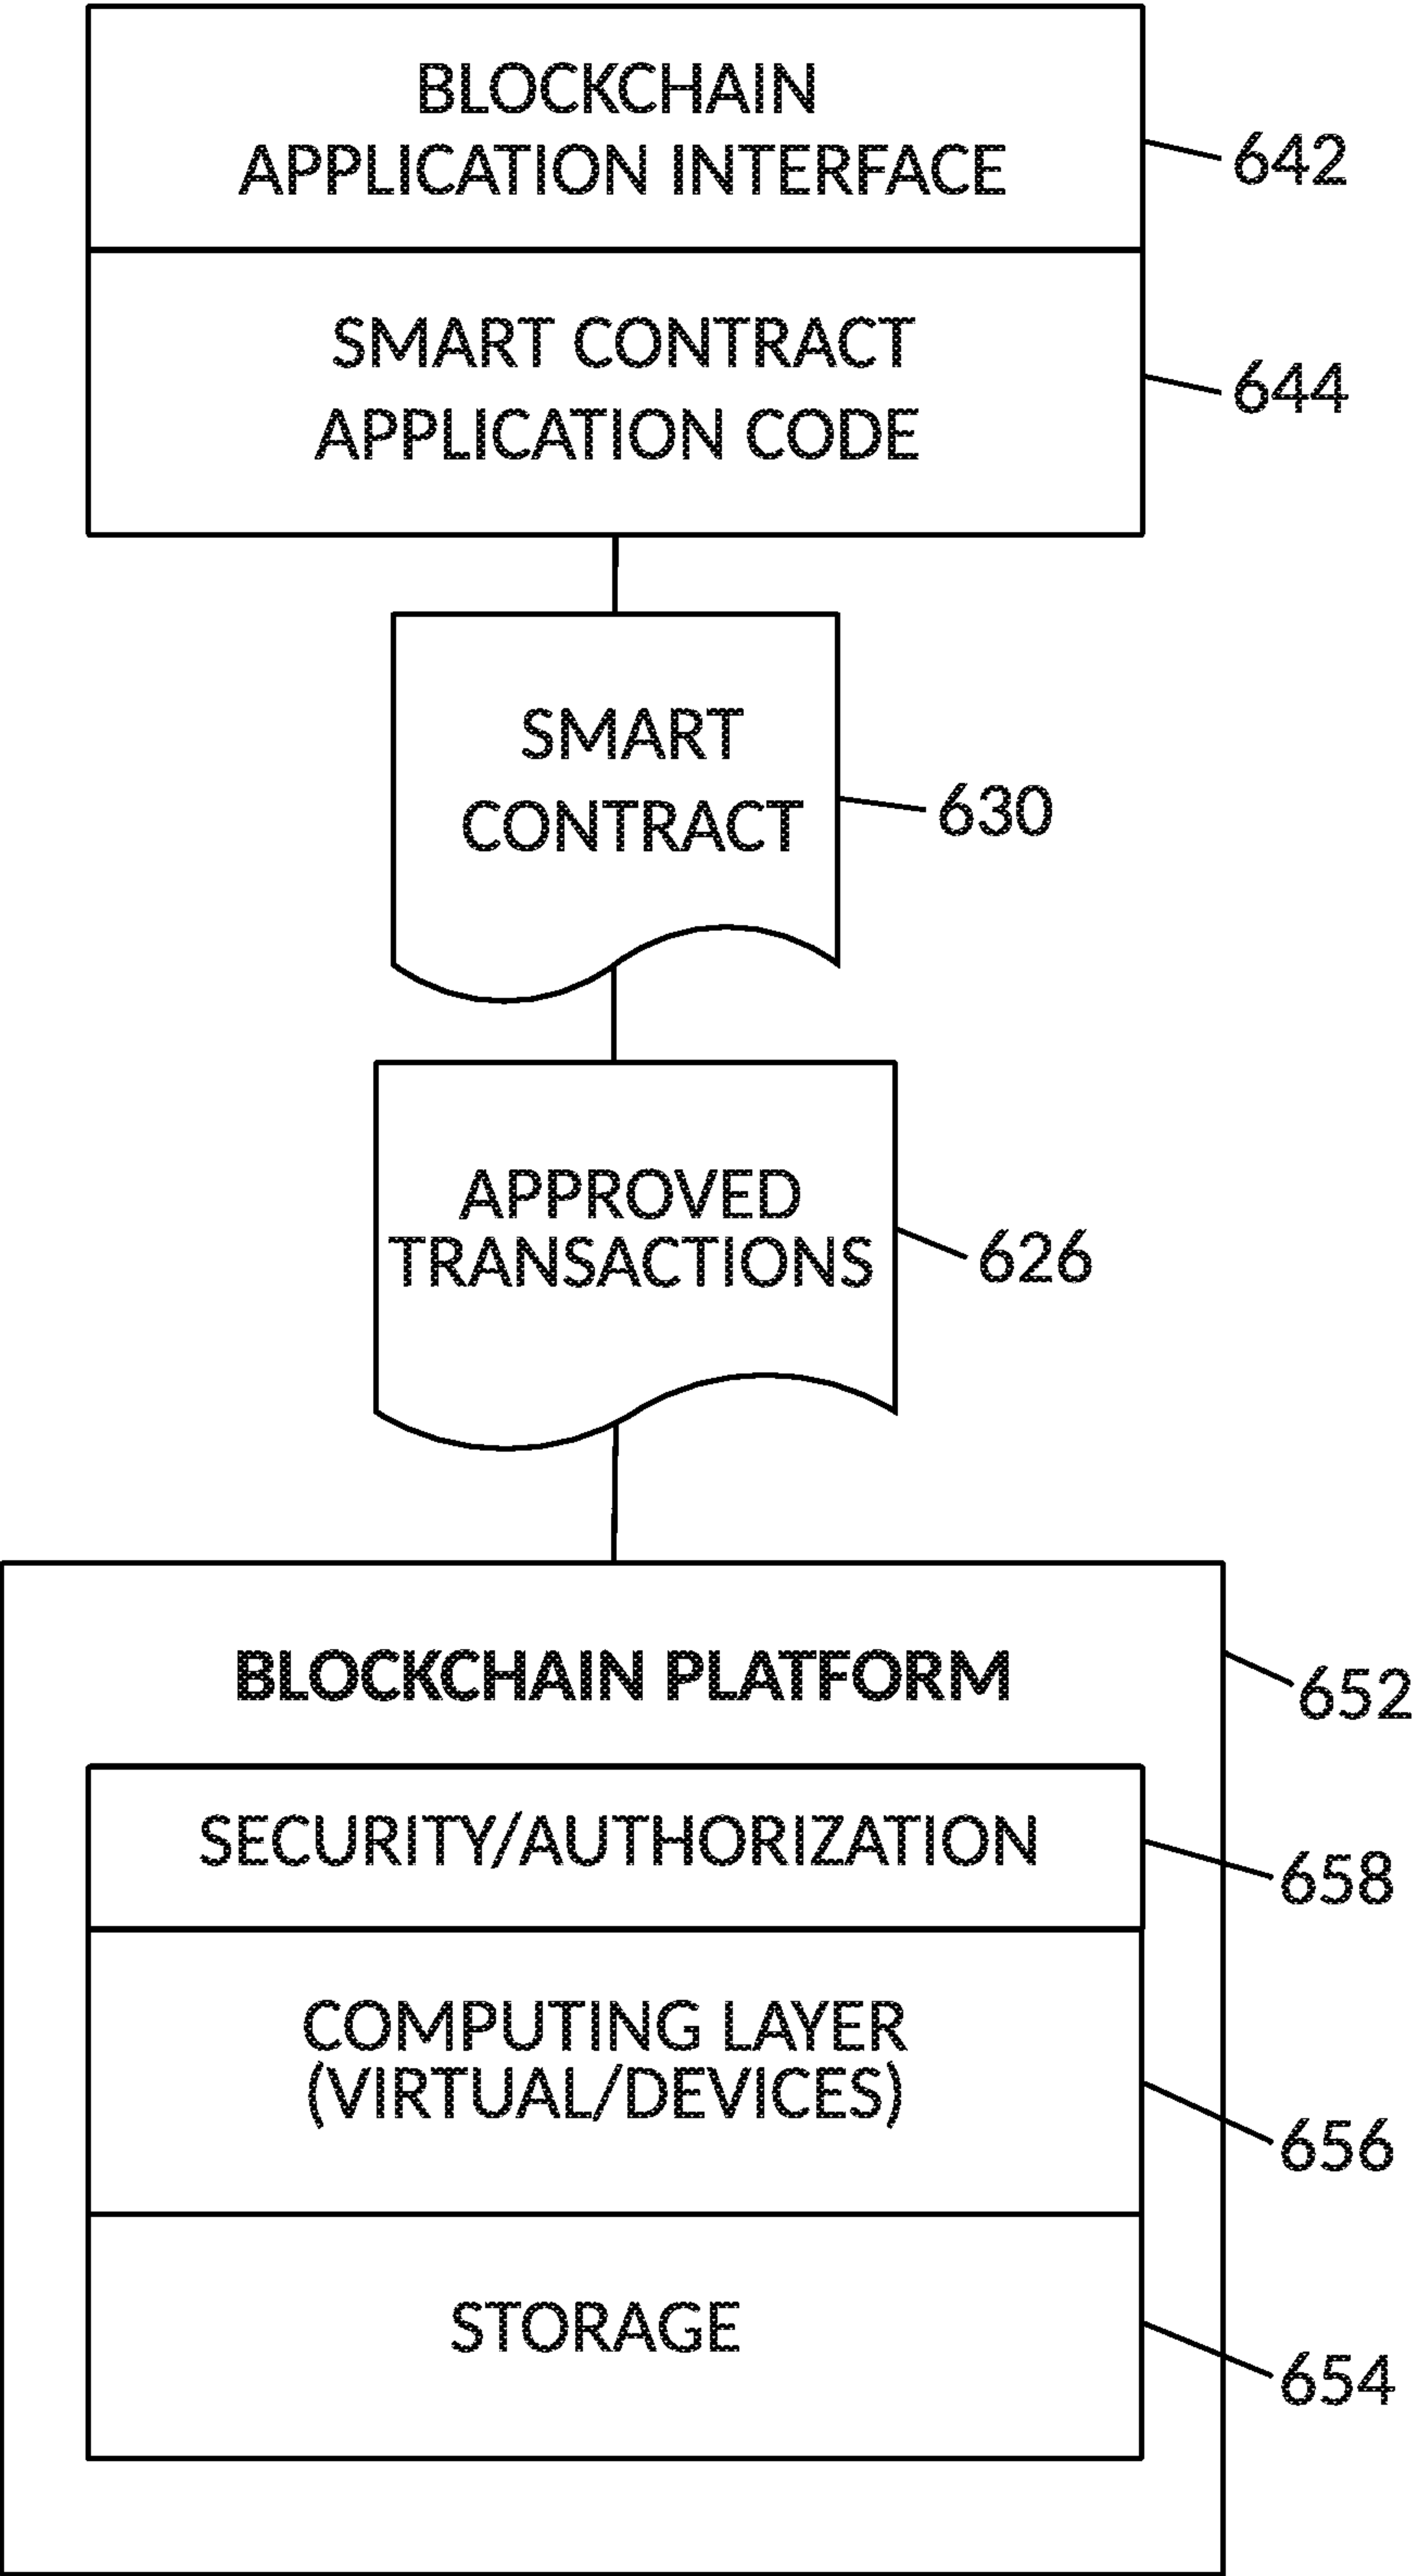 BLOCKCHAIN
APPLICATION INTERFACE
642
SMART CONTRACT
APPLICATION CODE
644
SMART
CONTRACT
630
APPROVED
TRANSACTIONS
626
BLOCKCHAIN PLATFORM
652
SECURITY/AUTHORIZATION
658
COMPUTING LAYER
(VIRTUAL/DEVICES)
656
STORAGE
654